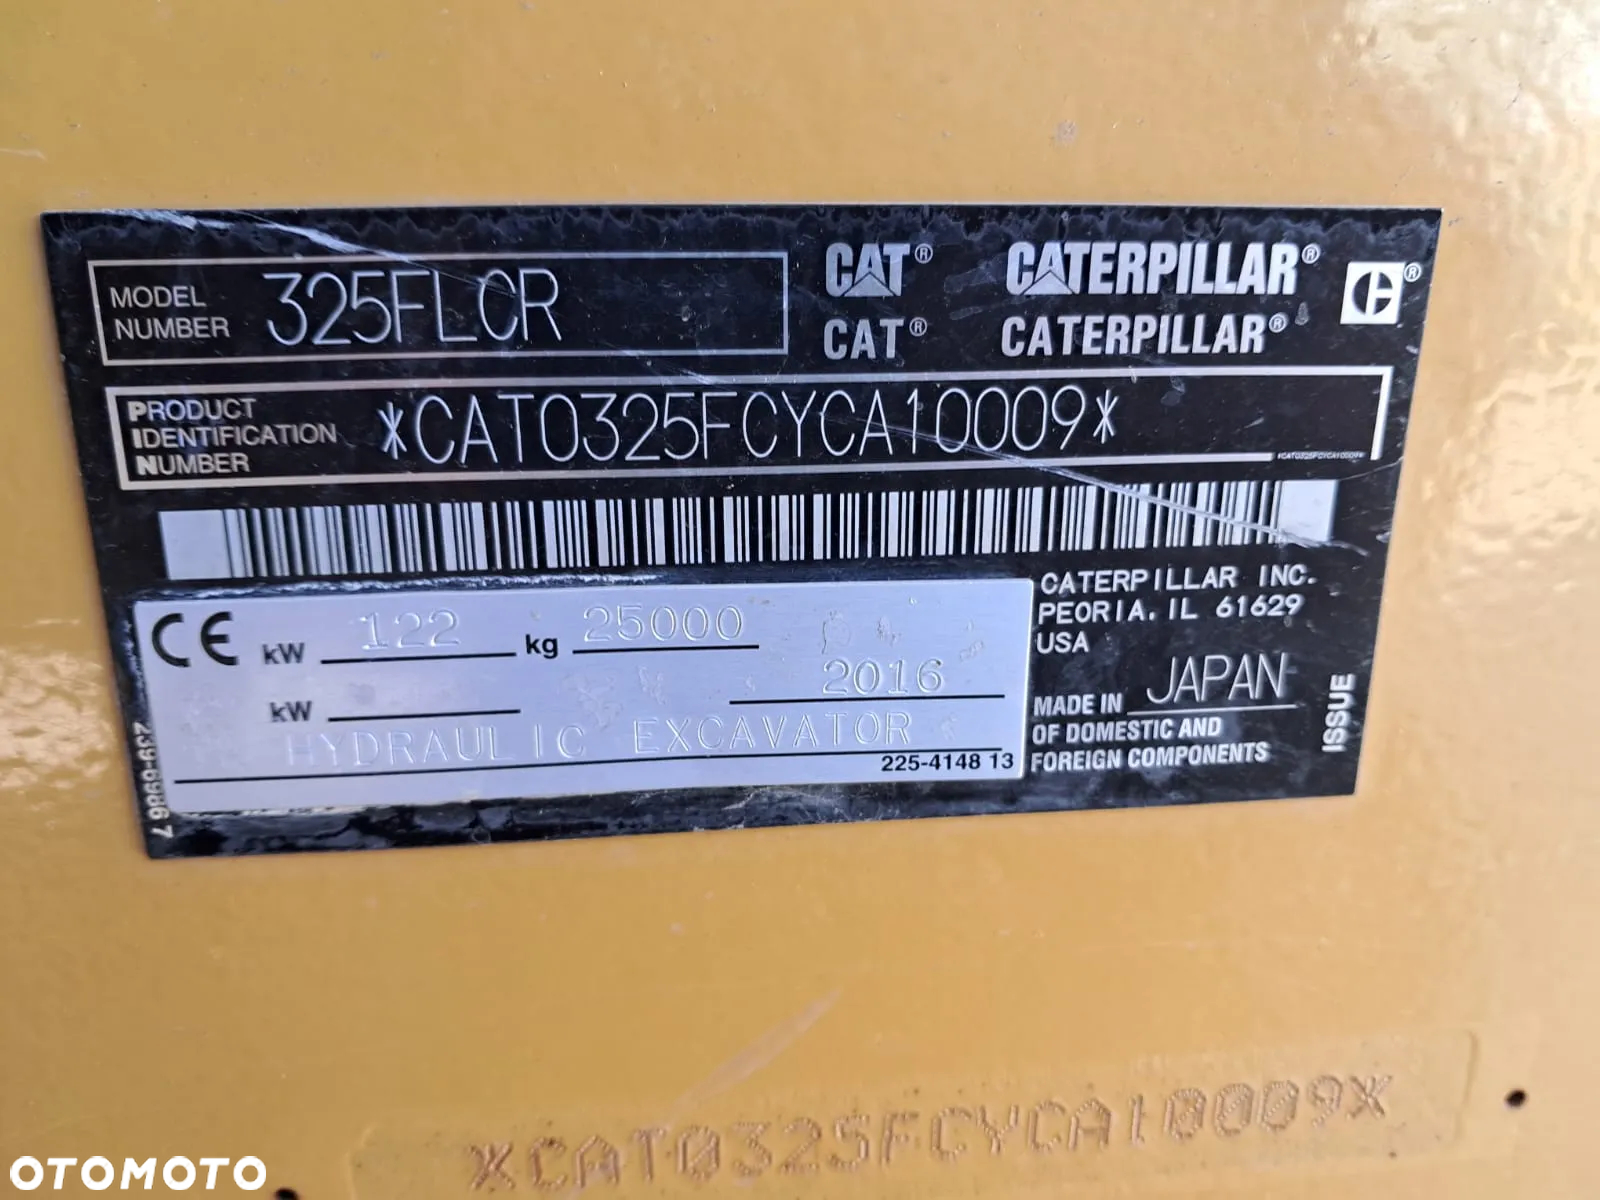 MODEL NUMBER 325FLCR
CAT® CATERPILLAR®
CAT® CATERPILLAR®
PRODUCT IDENTIFICATION NUMBER *CAT0325FCYCA10009*
*CAT0325FCYCA10009*
CE kW 122 kg 25000
2016
kW
HYDRAULIC EXCAVATOR
225-4148 13
CATERPILLAR INC.
PEORIA, IL 61629
USA
MADE IN JAPAN
OF DOMESTIC AND
FOREIGN COMPONENTS
ISSUE
239-6986 7
*CAT0325FCYCA10009*
OTOMOTO